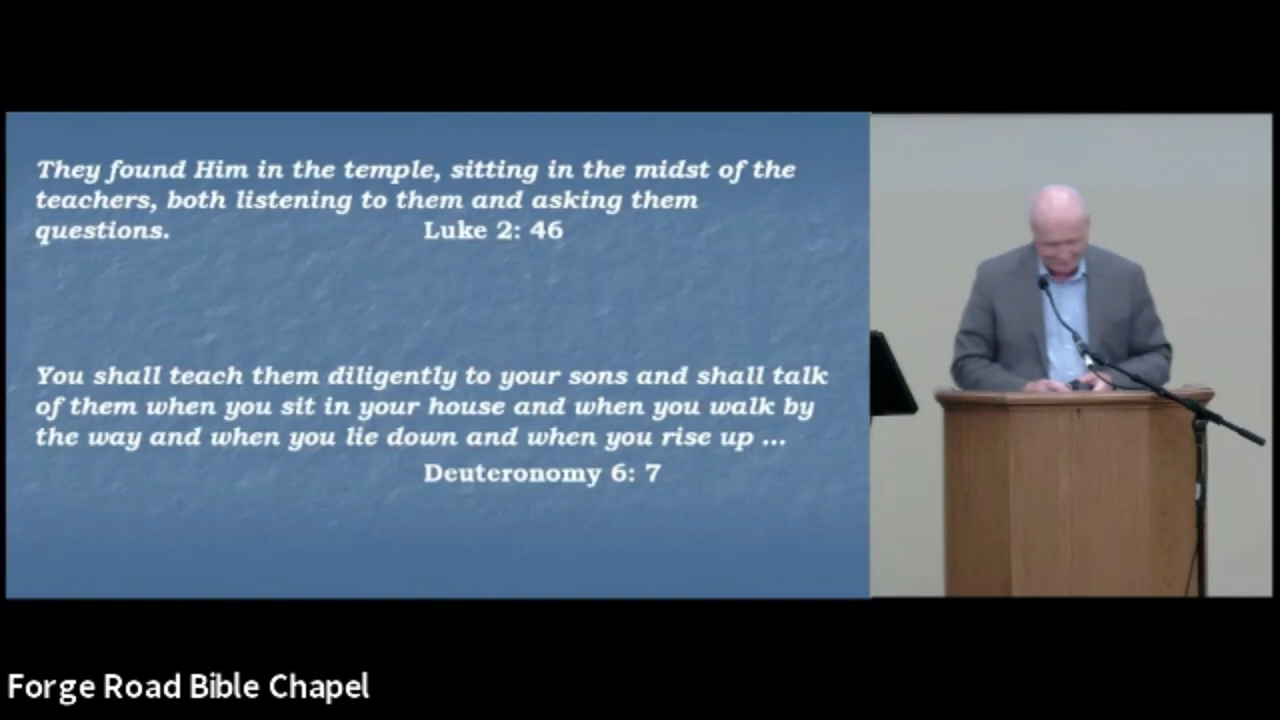 They found Him in the temple, sitting in the midst of the
teachers, both listening to them and asking them
questions. Luke 2: 46
You shall teach them diligently to your sons and shall talk
of them when you sit in your house and when you walk by
the way and when you lie down and when you rise up ...
Deuteronomy 6: 7
Forge Road Bible Chapel